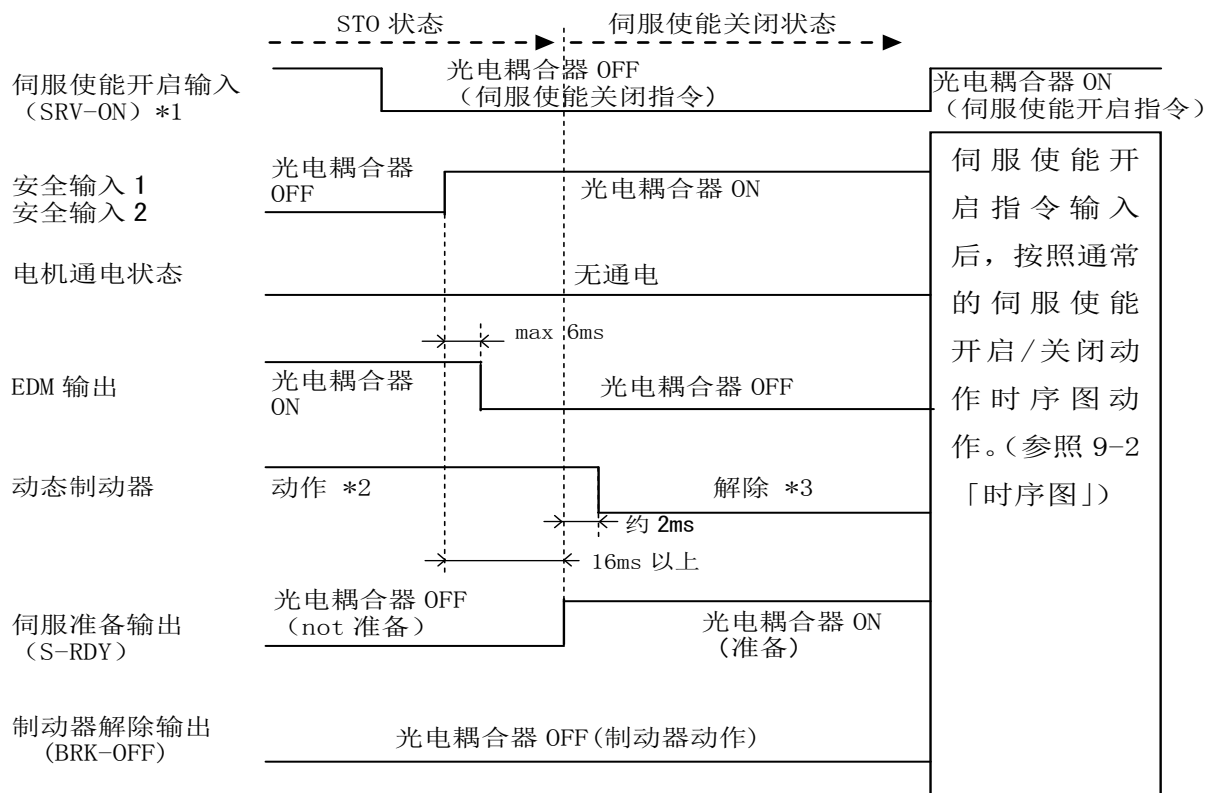 STO 状态
伺服使能关闭状态
伺服使能开启输入
（SRV-ON）*1
光电耦合器 OFF
（伺服使能关闭指令）
光电耦合器 ON
（伺服使能开启指令）
安全输入 1
安全输入 2
光电耦合器
OFF
光电耦合器 ON
电机通电状态
无通电
max 6ms
EDM 输出
光电耦合器
ON
光电耦合器 OFF
动态制动器
动作 *2
解除 *3
约 2ms
16ms 以上
伺服准备输出
（S-RDY）
光电耦合器 OFF
（not 准备）
光电耦合器 ON
(准备)
制动器解除输出
(BRK-OFF)
光电耦合器 OFF(制动器动作)
伺服使能开
启指令输入
后，按照通常
的伺服使能
开启/关闭动
作时序图动
作。（参照 9-2
「时序图」）